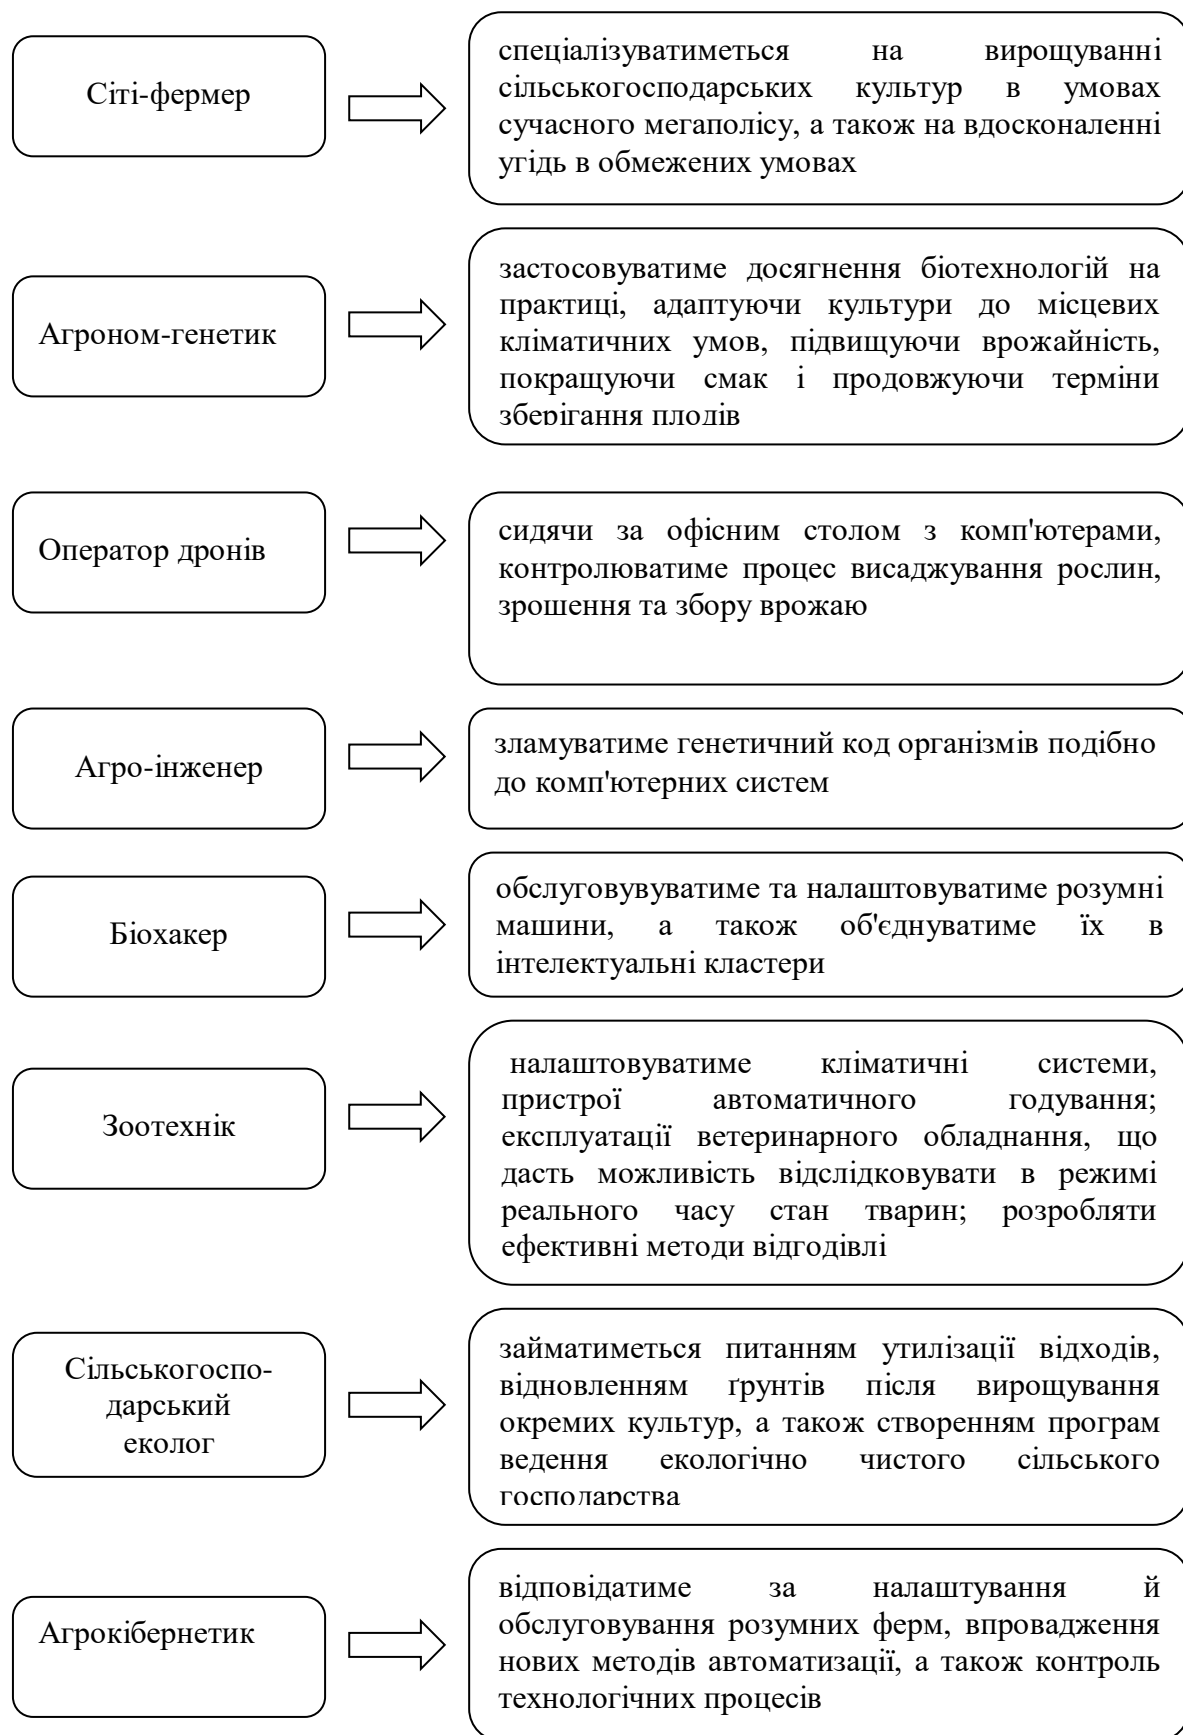 Сіті-фермер
спеціалізуватиметься на вирощуванні
сільськогосподарських культур в умовах
сучасного мегаполісу, а також на вдосконаленні
угідь в обмежених умовах
Агроном-генетик
застосовуватиме досягнення біотехнологій на
практиці, адаптуючи культури до місцевих
кліматичних умов, підвищуючи врожайність,
покращуючи смак і продовжуючи терміни
зберігання плодів
Оператор дронів
сидячи за офісним столом з комп'ютерами,
контролюватиме процес висаджування рослин,
зрошення та збору врожаю
Агро-інженер
зламуватиме генетичний код організмів подібно
до комп'ютерних систем
Біохакер
обслуговувуватиме та налаштовуватиме розумні
машини, а також об'єднуватиме їх в
інтелектуальні кластери
Зоотехнік
налаштовуватиме кліматичні системи,
пристрої автоматичного годування;
експлуатації ветеринарного обладнання, що
дасть можливість відслідковувати в режимі
реального часу стан тварин; розробляти
ефективні методи відгодівлі
Сільськогоспо-
дарський
еколог
займатиметься питанням утилізації відходів,
відновленням ґрунтів після вирощування
окремих культур, а також створенням програм
ведення екологічно чистого сільського
господарства
Агрокібернетик
відповідатиме за налаштування й
обслуговування розумних ферм, впровадження
нових методів автоматизації, а також контроль
технологічних процесів